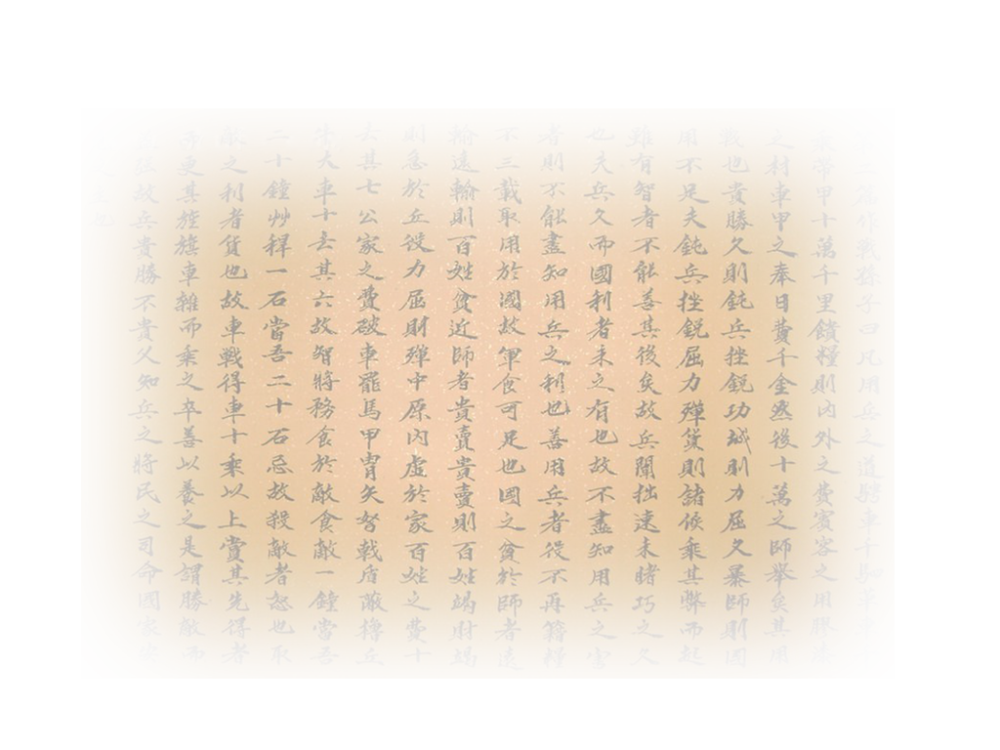 作戰孫子曰凡用兵之道馳車千駟革車
乘帶甲十萬千里饋糧則內外之費賓客之用膠漆
之材車甲之奉日費千金然後十萬之師舉矣其用
戰也貴勝久則鈍兵挫銳功城則力屈久暴師則國
用不足夫鈍兵挫銳屈力殫貨則諸候乘其弊而起
雖有智者不能善其後矣故兵聞拙速未睹巧之久
也夫兵久而國利者未之有也故不盡知用兵之害
者則不能盡知用兵之利也善用兵者役不再籍糧
不三載取用於國故軍食可足也國之貧於師者遠
輸遠輸則百姓貧近師者貴賣貴賣則百姓竭財竭
則急於丘役力屈財殫中原內虛於家百姓之費十
去其七公家之費破車罷馬甲胄矢弩戟盾蔽櫓丘
大車十去其六故智將務食於敵食敵一鐘當吾
二十鐘艸稈一石當吾二十石忌故殺敵者怒也取
敵之利者貨也故車戰得車十乘以上賞其先得者
而更其旌旗車雜而乘之卒善以養之是謂勝敵而
強故兵貴勝不貴久知兵之將民之司命國家安